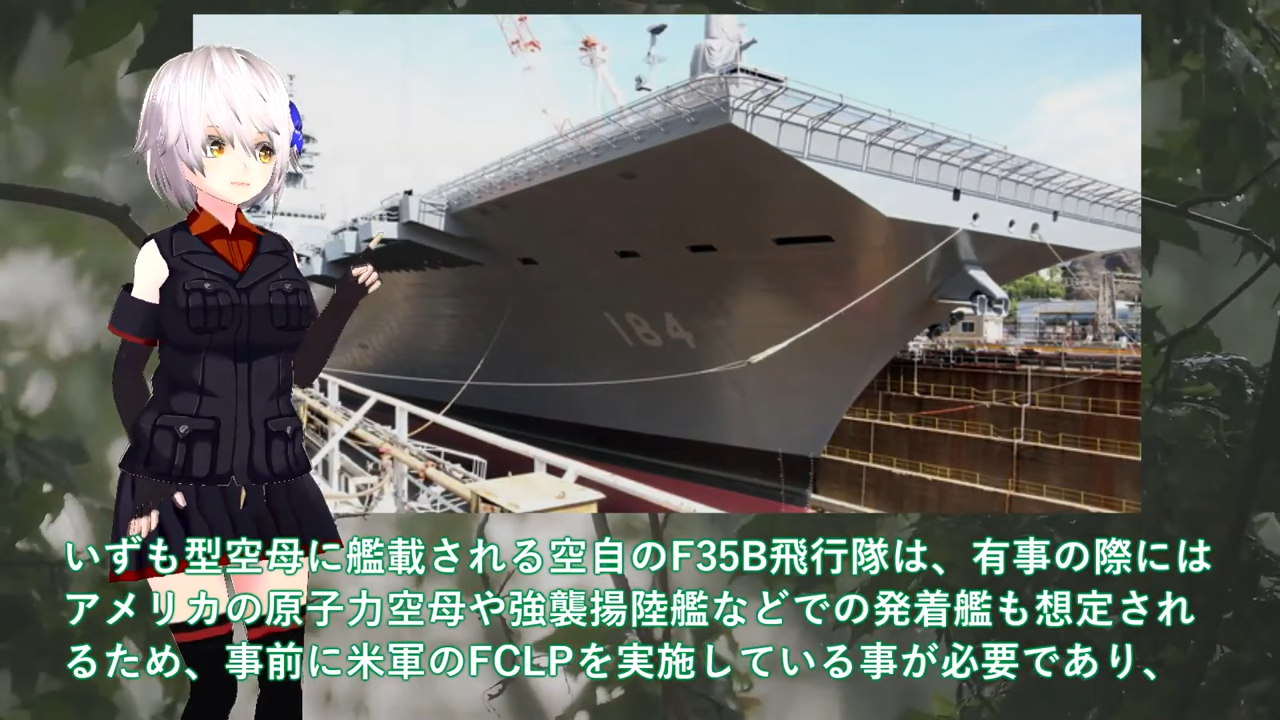 184
いずも型空母に艦載される空自のF35B飛行隊は、有事の際には
アメリカの原子力空母や強襲揚陸艦などでの発着艦も想定され
るため、事前に米軍のFCLPを実施している事が必要であり、